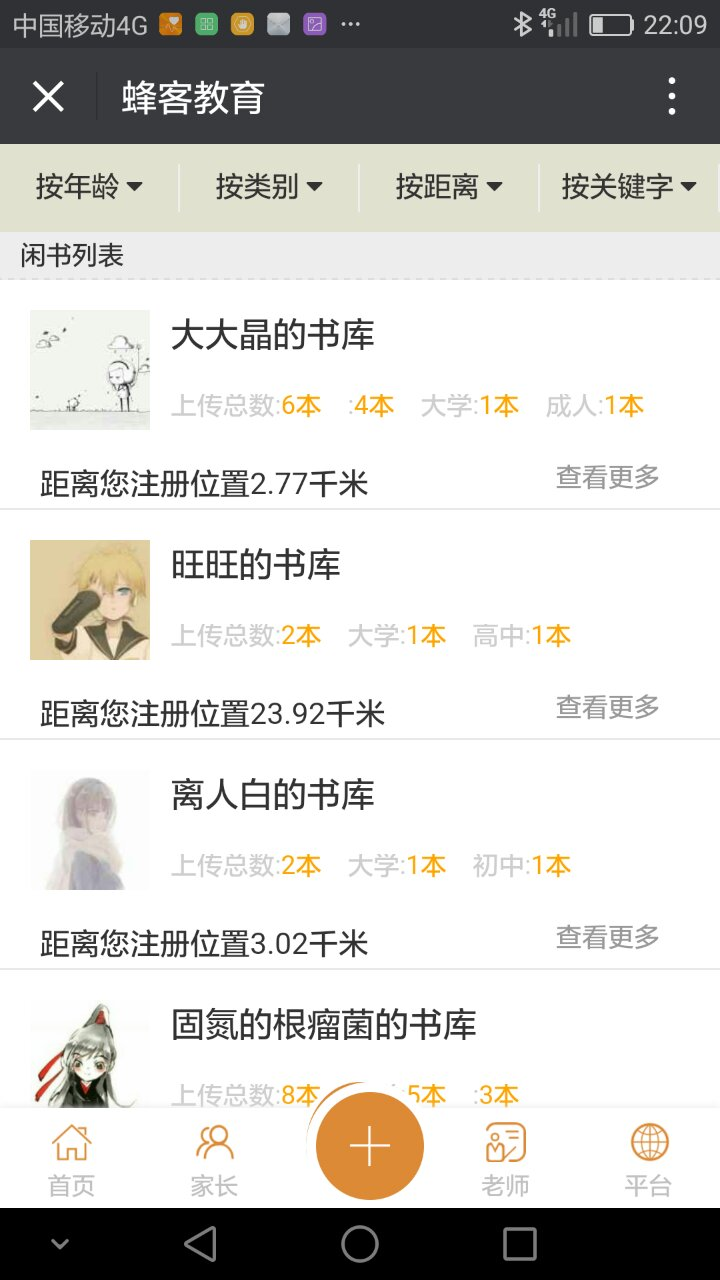 中国移动4G 4G 22:09
蜂客教育
按年龄 按类别 按距离 按关键字
闲书列表
大大晶的书库
上传总数:6本 :4本 大学:1本 成人:1本
距离您注册位置2.77千米 查看更多
旺旺的书库
上传总数:2本 大学:1本 高中:1本
距离您注册位置23.92千米 查看更多
离人白的书库
上传总数:2本 大学:1本 初中:1本
距离您注册位置3.02千米 查看更多
固氮的根瘤菌的书库
上传总数:8本 5本 :3本
首页 家长 老师 平台